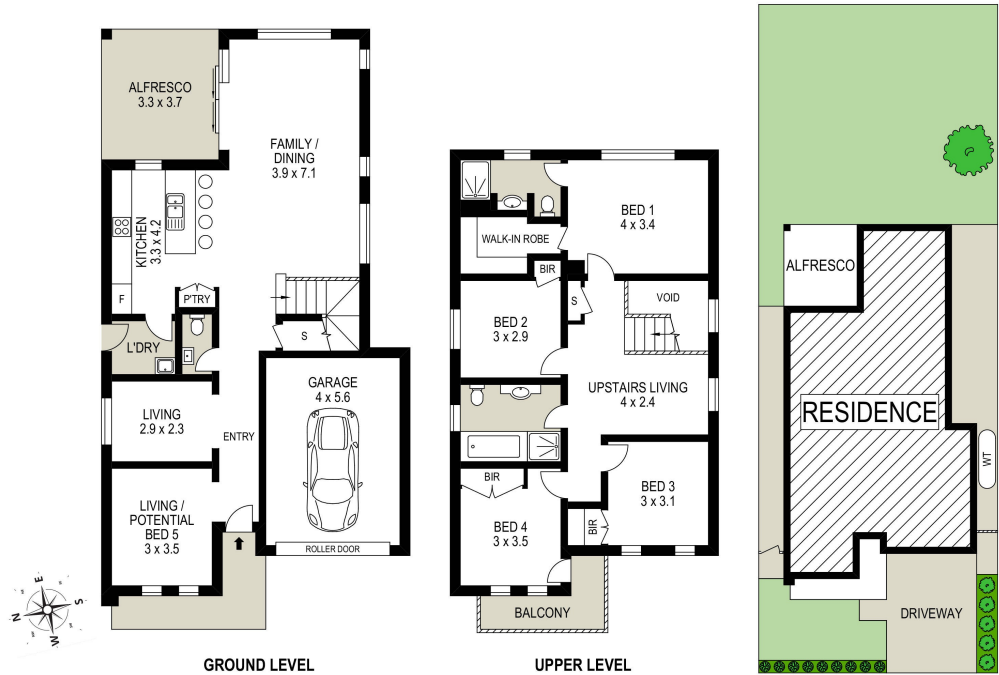 ALFRESCO
3.3 x 3.7
FAMILY /
DINING
3.9 x 7.1
KITCHEN
3.3 x 4.2
F
P'TRY
L'DRY
S
LIVING
2.9 x 2.3
ENTRY
GARAGE
4 x 5.6
LIVING /
POTENTIAL
BED 5
3 x 3.5
ROLLER DOOR
N
E
S
W
GROUND LEVEL
BED 1
4 x 3.4
WALK-IN ROBE
BIR
S
VOID
BED 2
3 x 2.9
UPSTAIRS LIVING
4 x 2.4
BIR
BED 3
3 x 3.1
BED 4
3 x 3.5
BIR
BALCONY
UPPER LEVEL
ALFRESCO
RESIDENCE
WT
DRIVEWAY